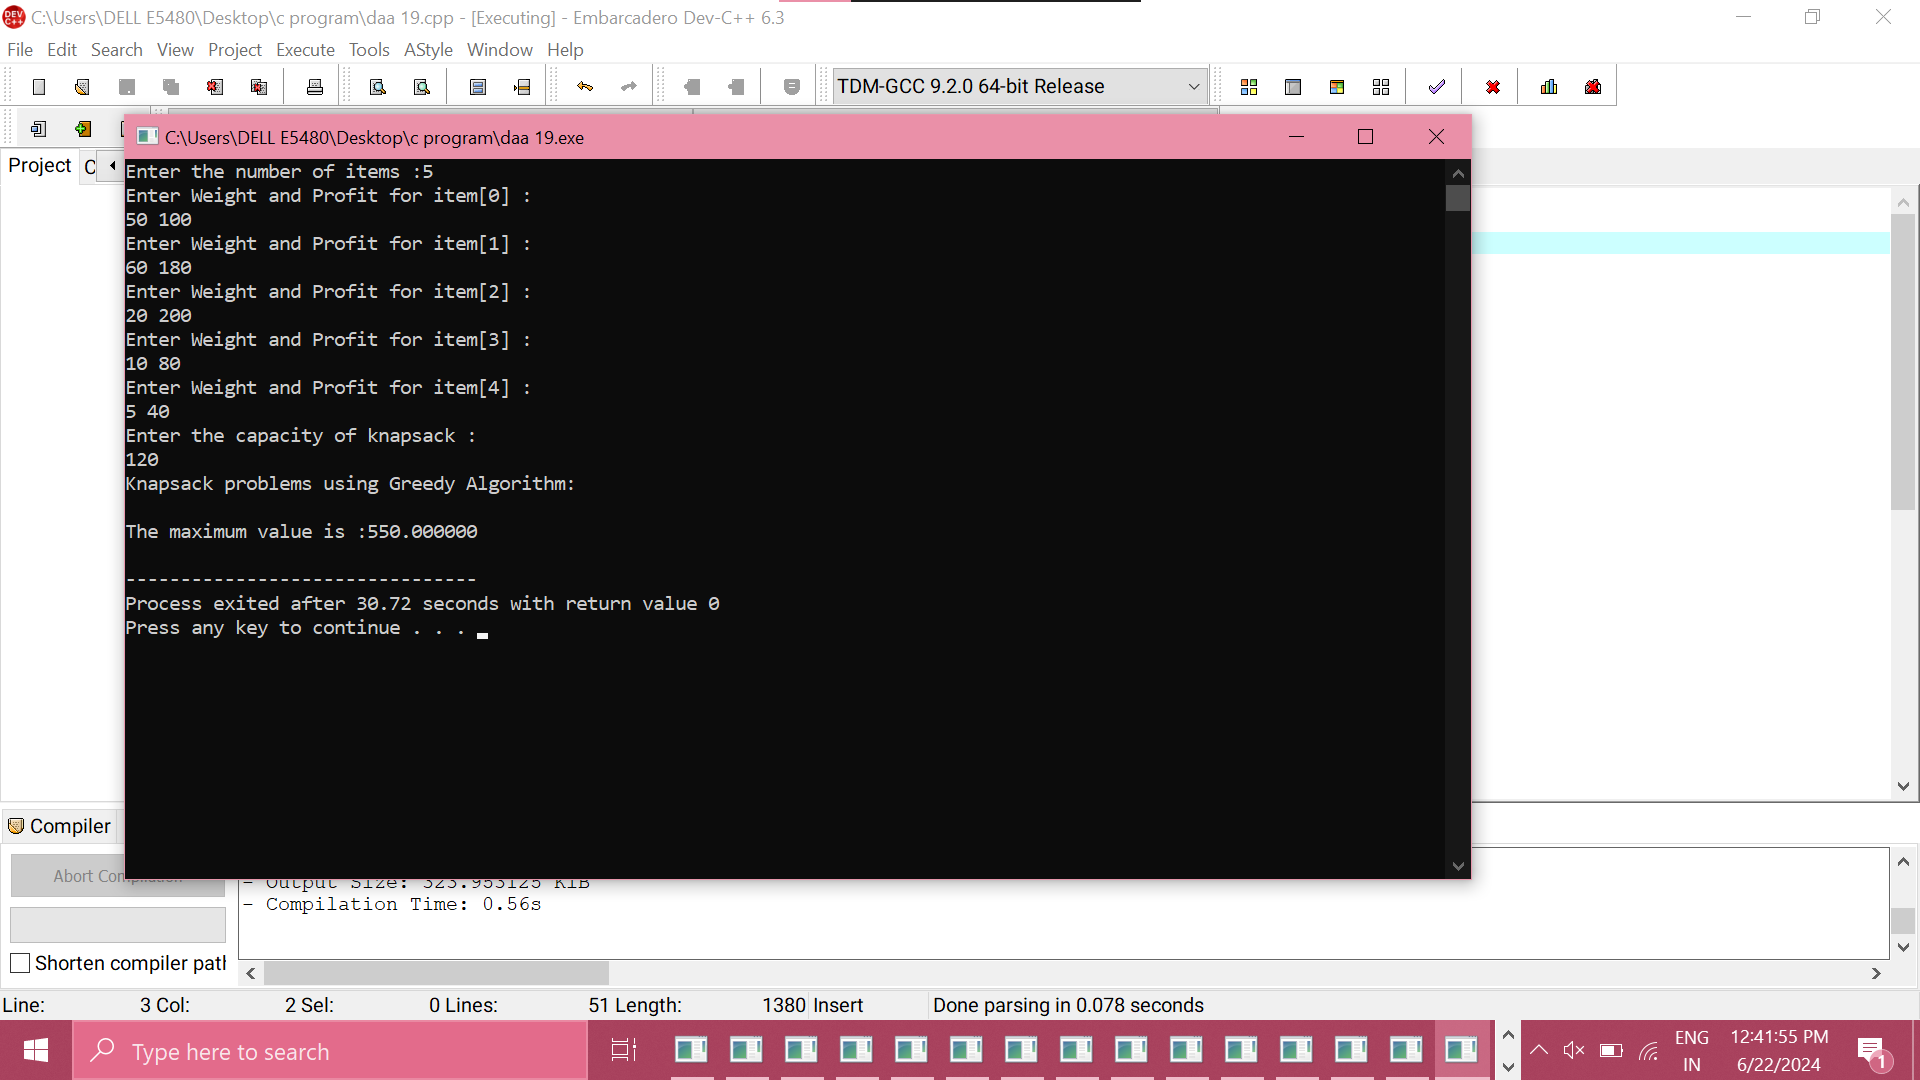 C:\Users\DELL E5480\Desktop\c program\daa 19.cpp - [Executing] - Embarcadero Dev-C++ 6.3
File Edit Search View Project Execute Tools AStyle Window Help
TDM-GCC 9.2.0 64-bit Release
C:\Users\DELL E5480\Desktop\c program\daa 19.exe
Project
Enter the number of items :5
Enter Weight and Profit for item[0] :
50 100
Enter Weight and Profit for item[1] :
60 180
Enter Weight and Profit for item[2] :
20 200
Enter Weight and Profit for item[3] :
10 80
Enter Weight and Profit for item[4] :
5 40
Enter the capacity of knapsack :
120
Knapsack problems using Greedy Algorithm:
The maximum value is :550.000000
--------------------------------
Process exited after 30.72 seconds with return value 0
Press any key to continue . . .
Compiler
Abort Compilation
- Output Size: 323.953125 KiB
- Compilation Time: 0.56s
Shorten compiler path
Line: 3 Col: 2 Sel: 0 Lines: 51 Length: 1380 Insert Done parsing in 0.078 seconds
Type here to search
ENG
IN
12:41:55 PM
6/22/2024
1